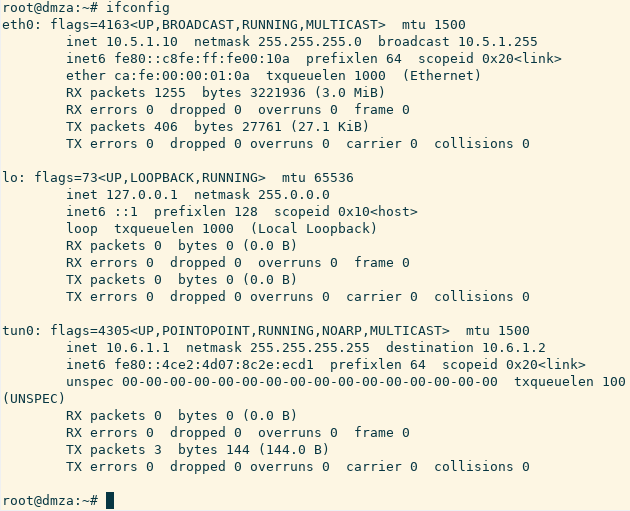 root@dmza:~# ifconfig
eth0: flags=4163<UP,BROADCAST,RUNNING,MULTICAST>  mtu 1500
        inet 10.5.1.10  netmask 255.255.255.0  broadcast 10.5.1.255
        inet6 fe80::c8fe:ff:fe00:10a  prefixlen 64  scopeid 0x20<link>
        ether ca:fe:00:00:01:0a  txqueuelen 1000  (Ethernet)
        RX packets 1255  bytes 3221936 (3.0 MiB)
        RX errors 0  dropped 0  overruns 0  frame 0
        TX packets 406  bytes 27761 (27.1 KiB)
        TX errors 0  dropped 0 overruns 0  carrier 0  collisions 0

lo: flags=73<UP,LOOPBACK,RUNNING>  mtu 65536
        inet 127.0.0.1  netmask 255.0.0.0
        inet6 ::1  prefixlen 128  scopeid 0x10<host>
        loop  txqueuelen 1000  (Local Loopback)
        RX packets 0  bytes 0 (0.0 B)
        RX errors 0  dropped 0  overruns 0  frame 0
        TX packets 0  bytes 0 (0.0 B)
        TX errors 0  dropped 0 overruns 0  carrier 0  collisions 0

tun0: flags=4305<UP,POINTOPOINT,RUNNING,NOARP,MULTICAST>  mtu 1500
        inet 10.6.1.1  netmask 255.255.255.255  destination 10.6.1.2
        inet6 fe80::4ce2:4d07:8c2e:ecd1  prefixlen 64  scopeid 0x20<link>
        unspec 00-00-00-00-00-00-00-00-00-00-00-00-00-00-00-00  txqueuelen 100
(UNSPEC)
        RX packets 0  bytes 0 (0.0 B)
        RX errors 0  dropped 0  overruns 0  frame 0
        TX packets 3  bytes 144 (144.0 B)
        TX errors 0  dropped 0 overruns 0  carrier 0  collisions 0

root@dmza:~#